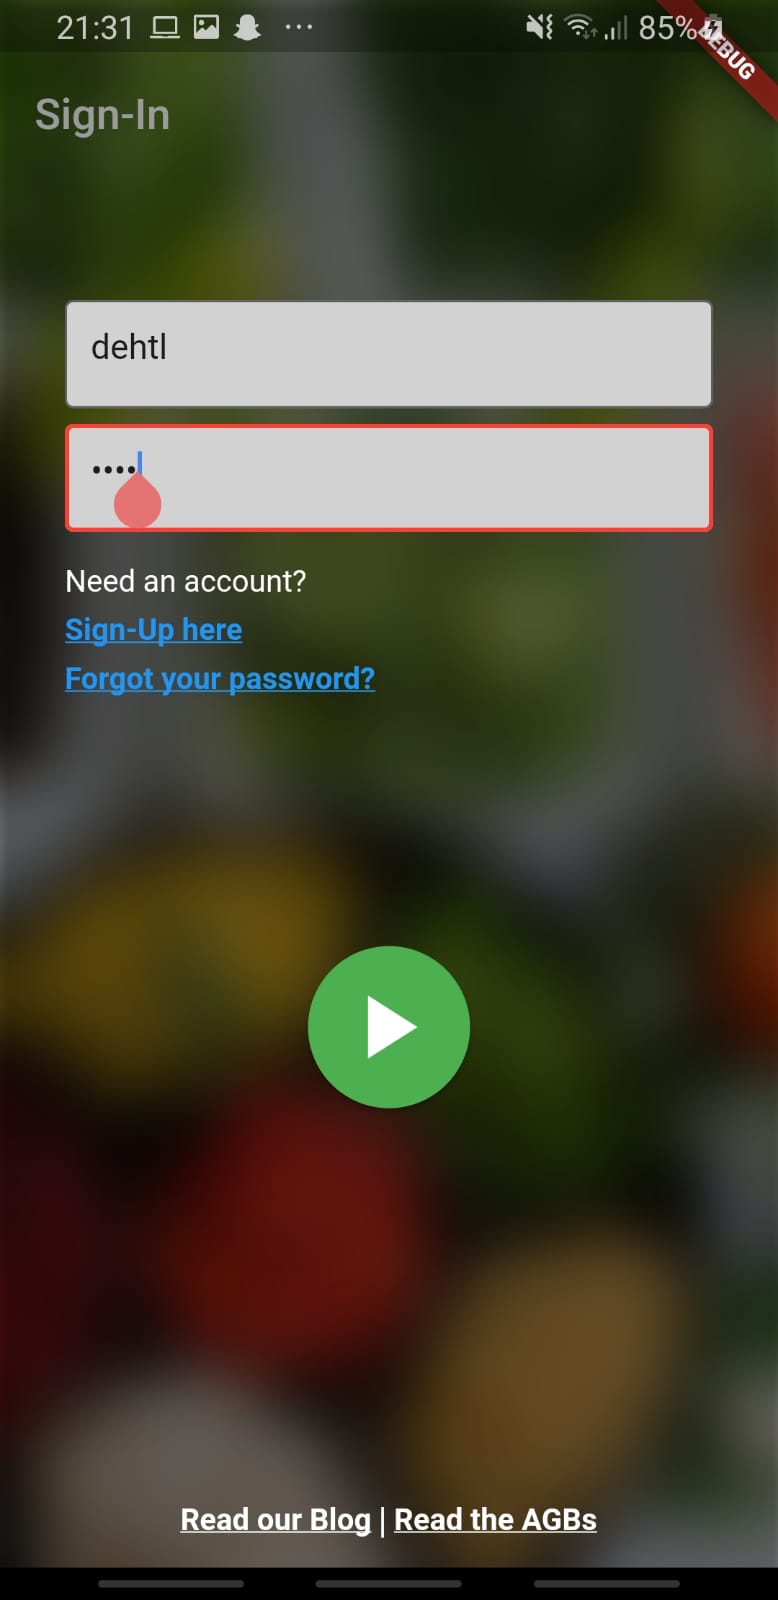 21:31 85%
DEBUG
Sign-In
dehtl
••••
Need an account?
Sign-Up here
Forgot your password?
Read our Blog | Read the AGBs